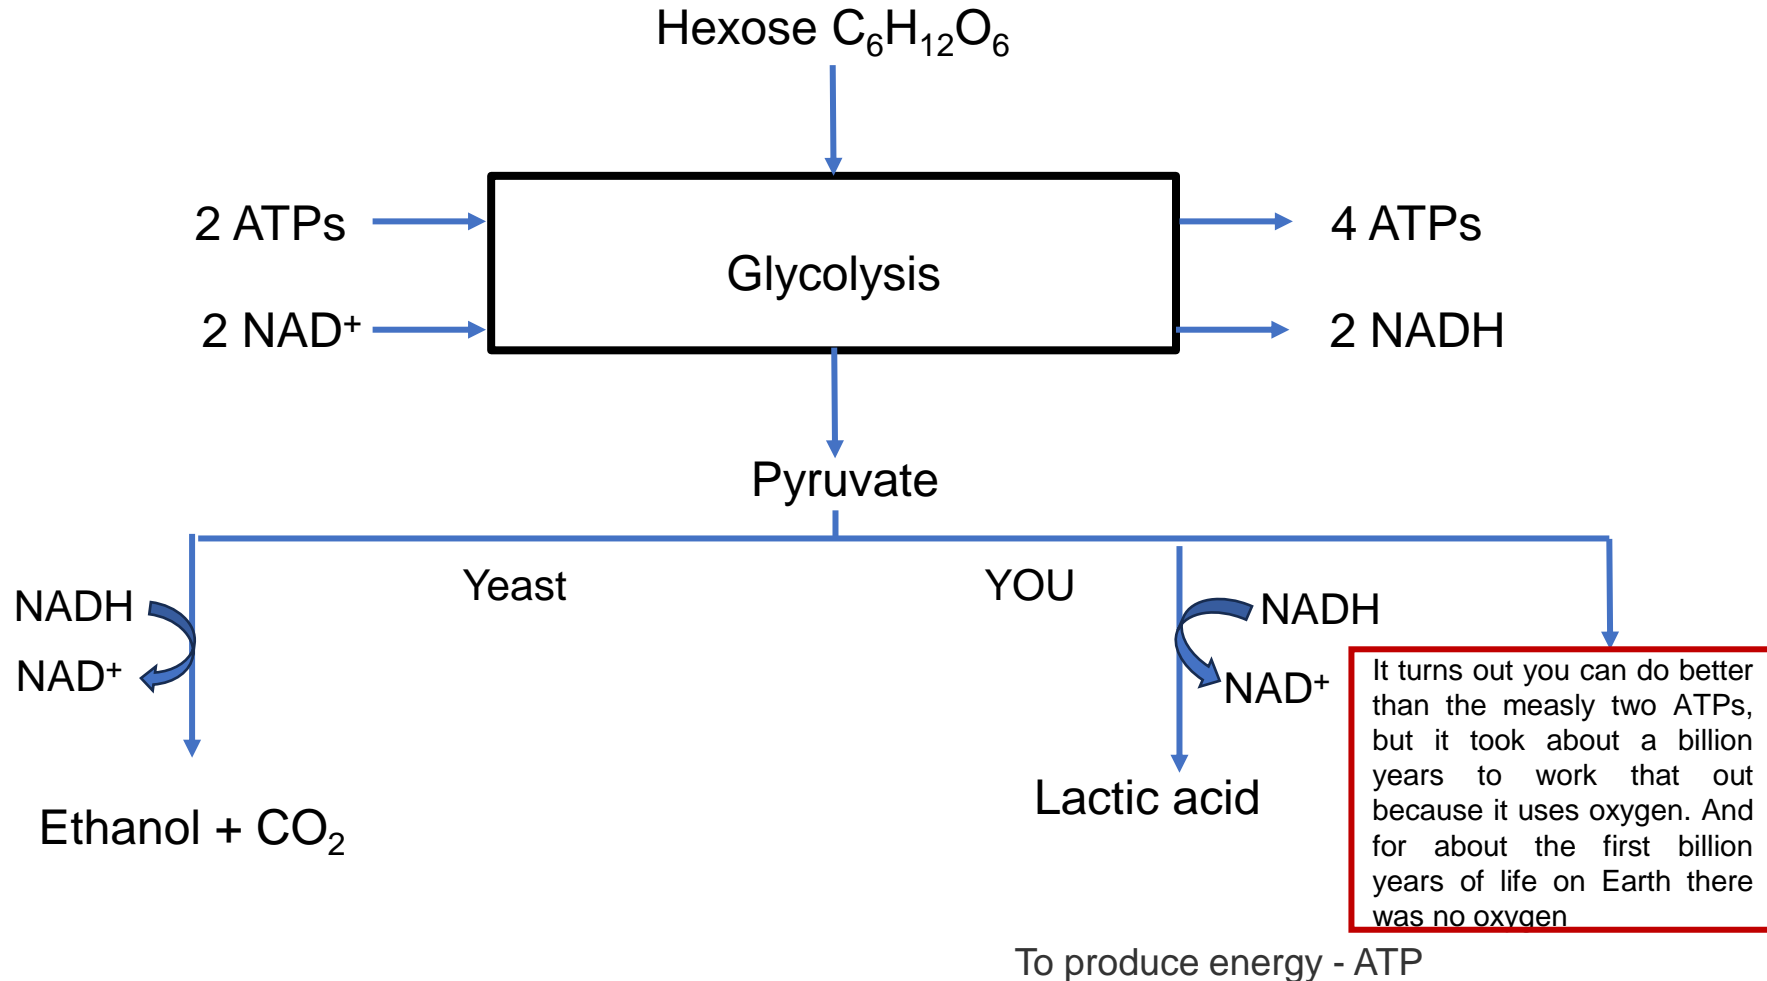 Hexose C₆H₁₂O₆
2 ATPs
4 ATPs
Glycolysis
2 NAD⁺
2 NADH
Pyruvate
Yeast
YOU
NADH
NAD⁺
NADH
NAD⁺
Ethanol + CO₂
Lactic acid
It turns out you can do better
than the measly two ATPs,
but it took about a billion
years to work that out
because it uses oxygen. And
for about the first billion
years of life on Earth there
was no oxygen
To produce energy - ATP